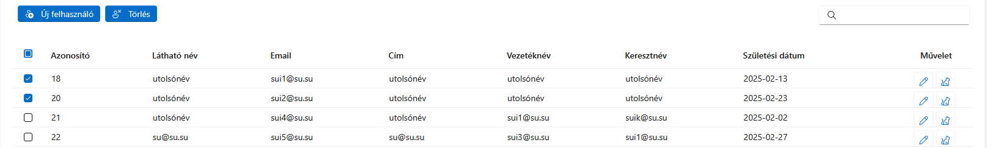 Új felhasználó Törlés
Azonosító Látható név Email Cím Vezetéknév Keresztnév Születési dátum Művelet
18 utolsónév sui1@su.su utolsónév utolsónév utolsónév 2025-02-13
20 utolsónév sui2@su.su utolsónév utolsónév utolsónév 2025-02-23
21 utolsónév sui4@su.su utolsónév sui1@su.su suik@su.su 2025-02-02
22 su@su.su sui5@su.su su@su.su sui3@su.su sui1@su.su 2025-02-27